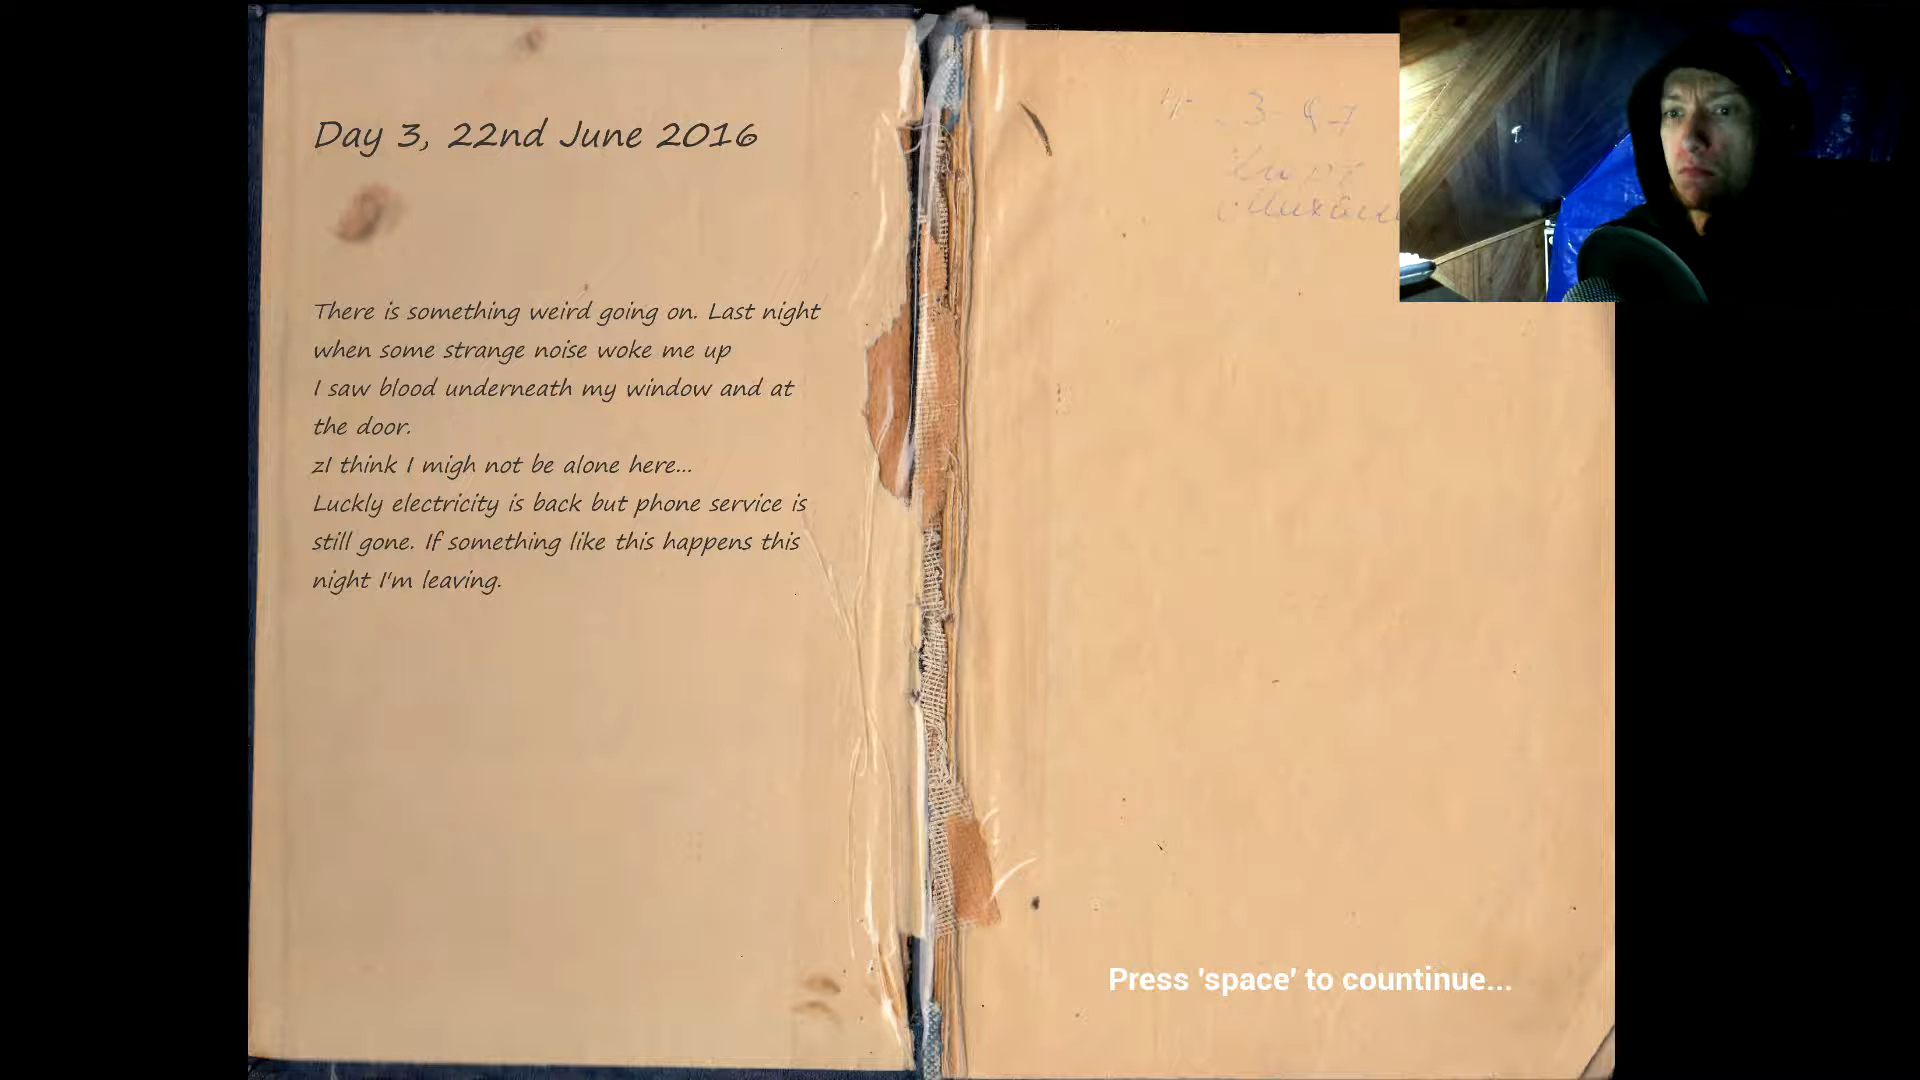 Day 3, 22nd June 2016
There is something weird going on. Last night
when some strange noise woke me up
I saw blood underneath my window and at
the door.
zI think I migh not be alone here...
Luckly electricity is back but phone service is
still gone. If something like this happens this
night I'm leaving.
Press 'space' to countinue...